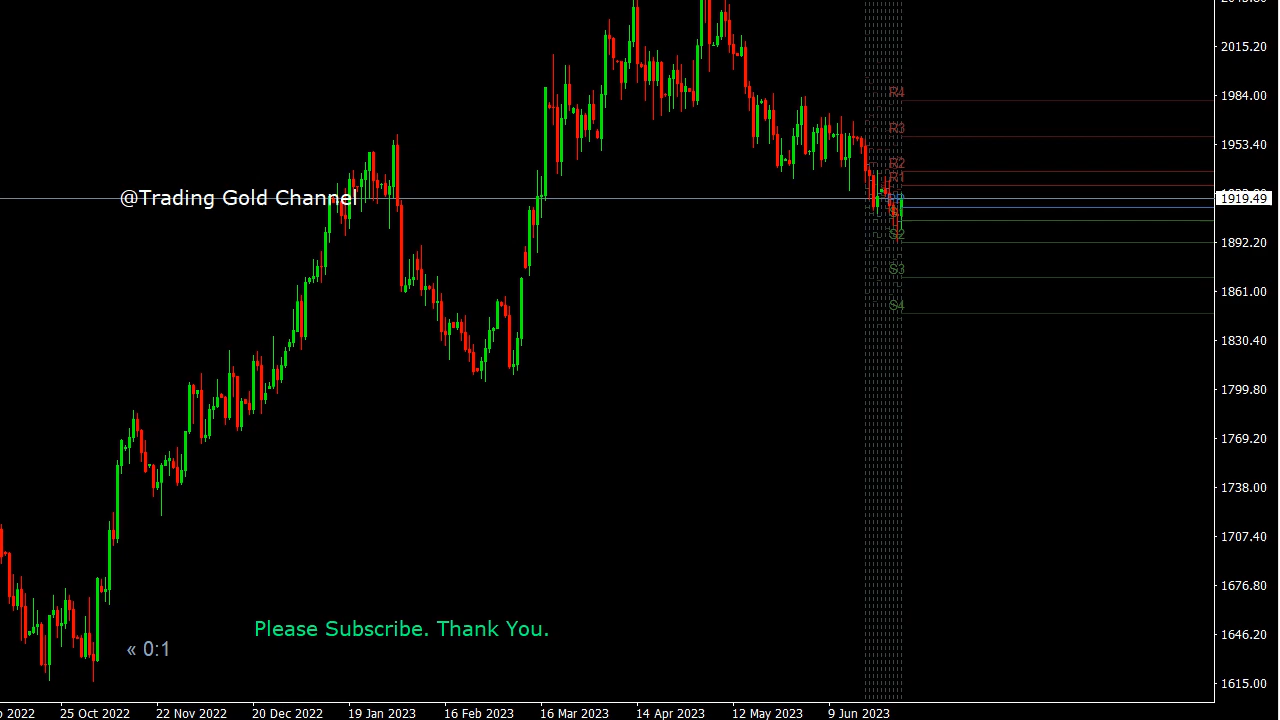 2015.20
1984.00
R4
1953.40
R3
R2
R1
@Trading Gold Channel
1919.49
1892.20
S2
1861.00
S3
S4
1830.40
1799.80
1769.20
1738.00
1707.40
1676.80
Please Subscribe. Thank You.
1646.20
« 0:1
1615.00
2022 25 Oct 2022 22 Nov 2022 20 Dec 2022 19 Jan 2023 16 Feb 2023 16 Mar 2023 14 Apr 2023 12 May 2023 9 Jun 2023